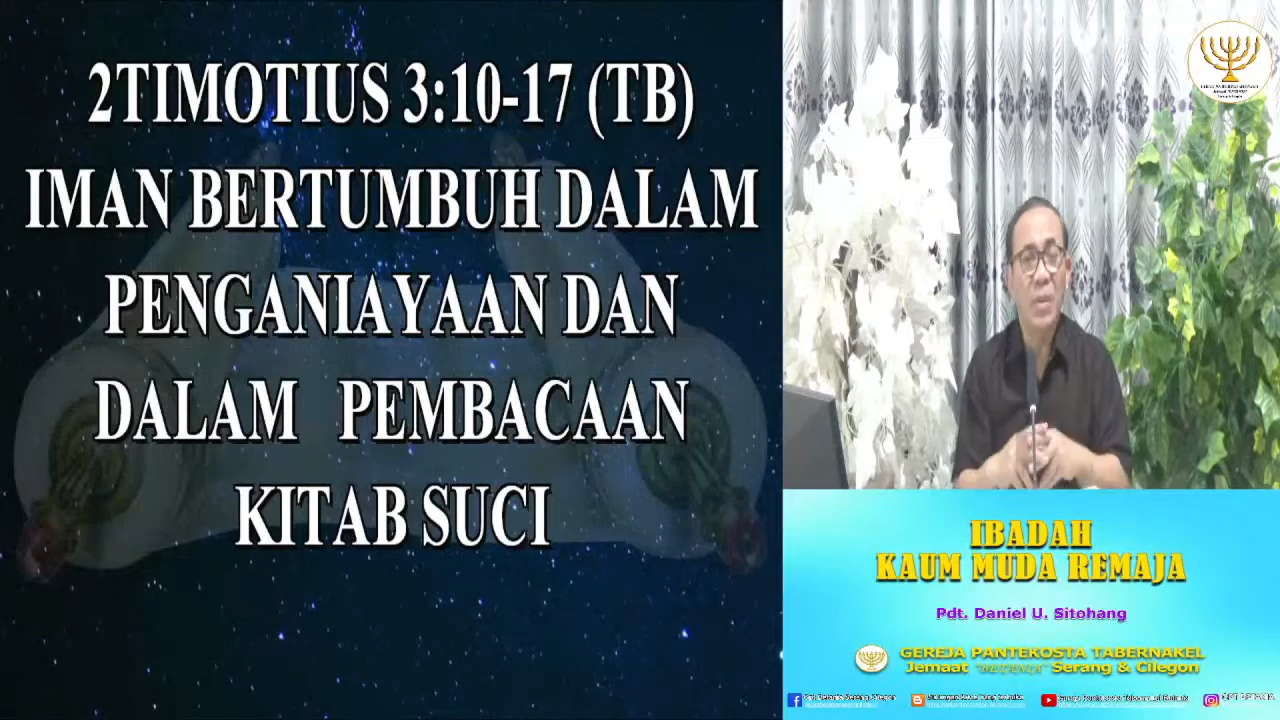 2TIMOTIUS 3:10-17 (TB)
IMAN BERTUMBUH DALAM
PENGANIAYAAN DAN
DALAM PEMBACAAN
KITAB SUCI
IBADAH
KAUM MUDA REMAJA
Pdt. Daniel U. Sitohang
GEREJA PANTEKOSTA TABERNAKEL
Jemaat "BETANIA" Serang & Cilegon